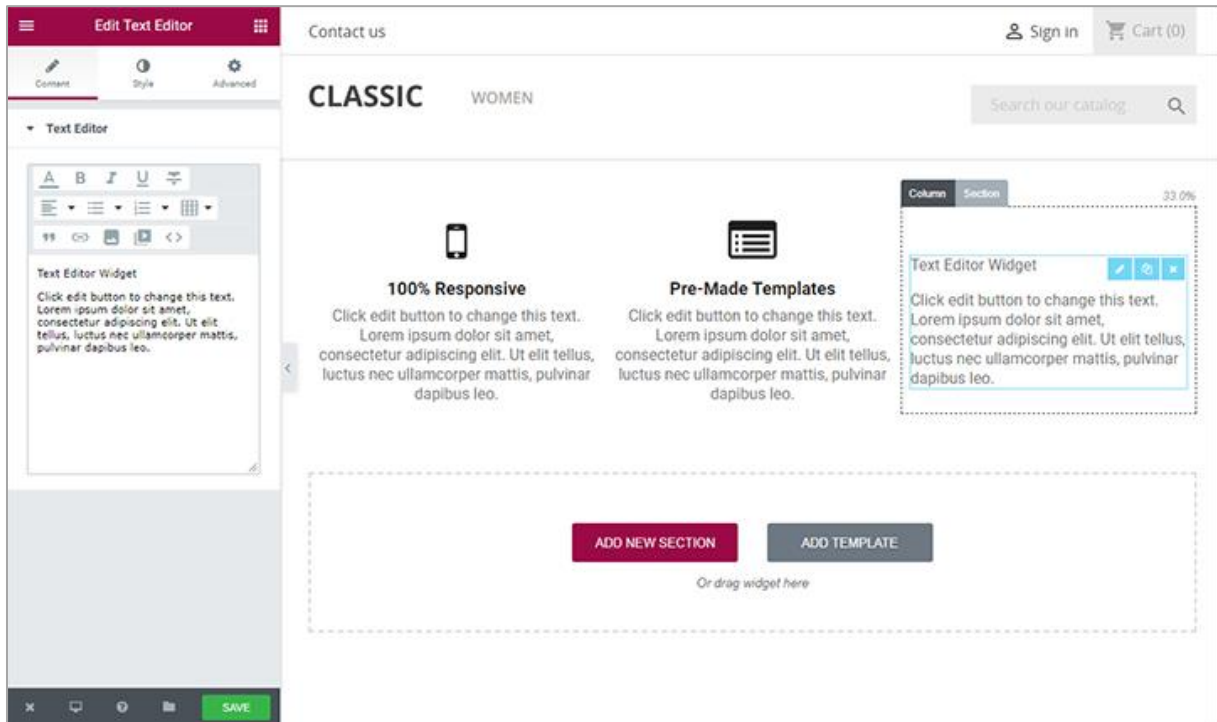 Edit Text Editor
Content Style Advanced
Text Editor
A B I U
Text Editor Widget
Click edit button to change this text.
Lorem ipsum dolor sit amet,
consectetur adipiscing elit. Ut elit
tellus, luctus nec ullamcorper mattis,
pulvinar dapibus leo.
SAVE
Contact us
Sign in
Cart (0)
CLASSIC
WOMEN
Search our catalog
100% Responsive
Click edit button to change this text.
Lorem ipsum dolor sit amet,
consectetur adipiscing elit. Ut elit tellus,
luctus nec ullamcorper mattis, pulvinar
dapibus leo.
Pre-Made Templates
Click edit button to change this text.
Lorem ipsum dolor sit amet,
consectetur adipiscing elit. Ut elit tellus,
luctus nec ullamcorper mattis, pulvinar
dapibus leo.
Column Section
33.0%
Text Editor Widget
Click edit button to change this text.
Lorem ipsum dolor sit amet,
consectetur adipiscing elit. Ut elit tellus,
luctus nec ullamcorper mattis, pulvinar
dapibus leo.
ADD NEW SECTION
ADD TEMPLATE
Or drag widget here